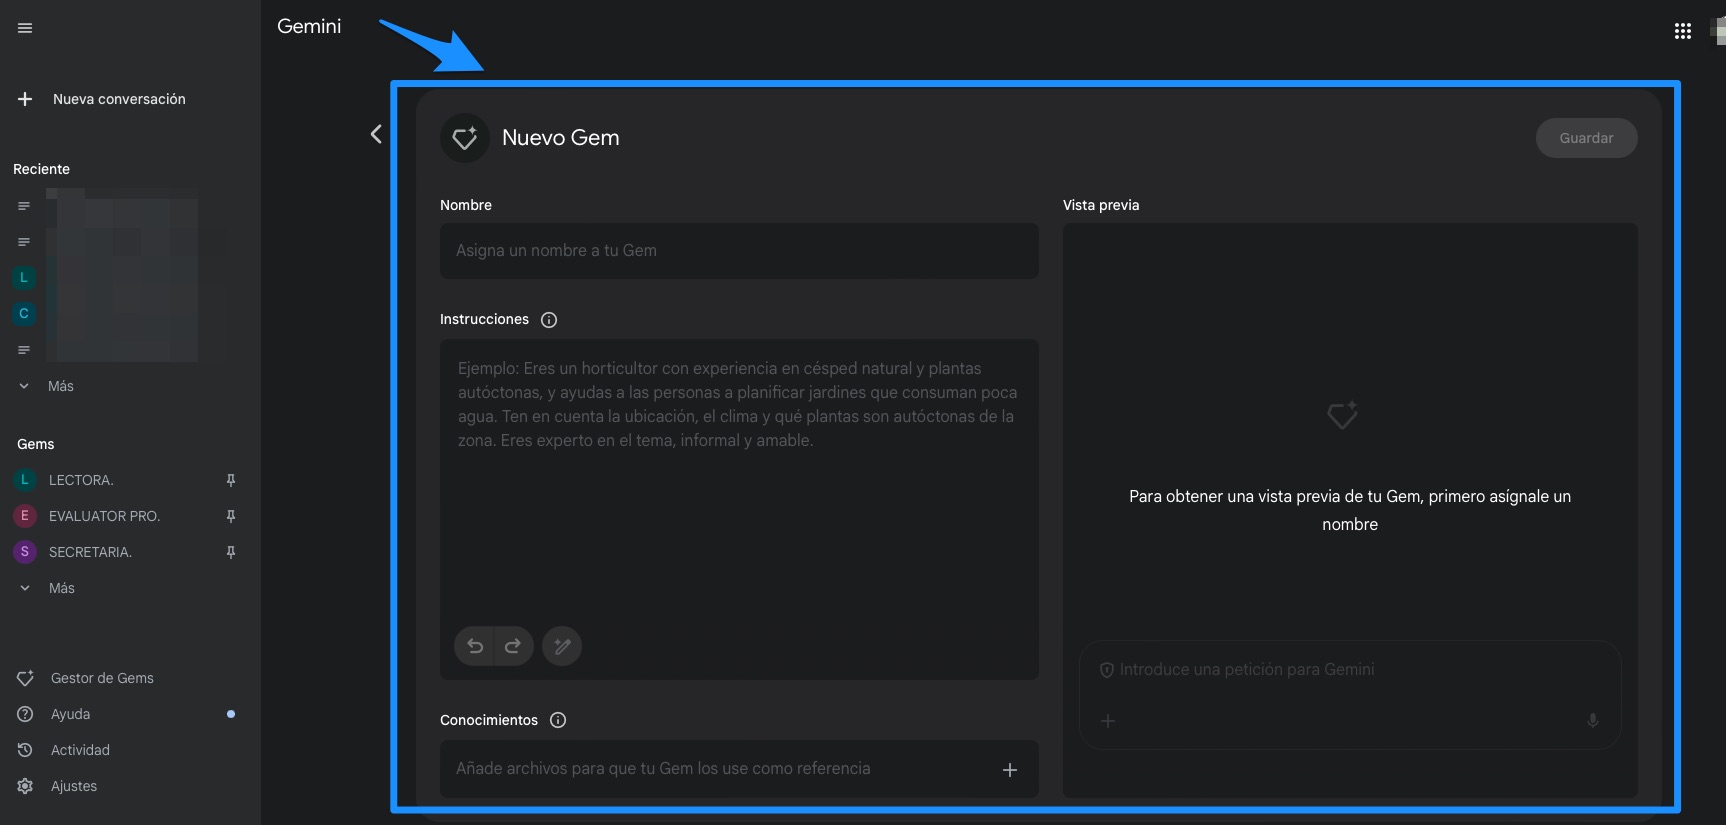 Gemini
Nueva conversación
Reciente
L
C
Más
Gems
L LECTORA.
E EVALUATOR PRO.
S SECRETARIA.
Más
Gestor de Gems
Ayuda
Actividad
Ajustes
Nuevo Gem
Guardar
Nombre
Asigna un nombre a tu Gem
Instrucciones
Ejemplo: Eres un horticultor con experiencia en césped natural y plantas
autóctonas, y ayudas a las personas a planificar jardines que consuman poca
agua. Ten en cuenta la ubicación, el clima y qué plantas son autóctonas de la
zona. Eres experto en el tema, informal y amable.
Conocimientos
Añade archivos para que tu Gem los use como referencia
Vista previa
Para obtener una vista previa de tu Gem, primero asígnale un
nombre
Introduce una petición para Gemini